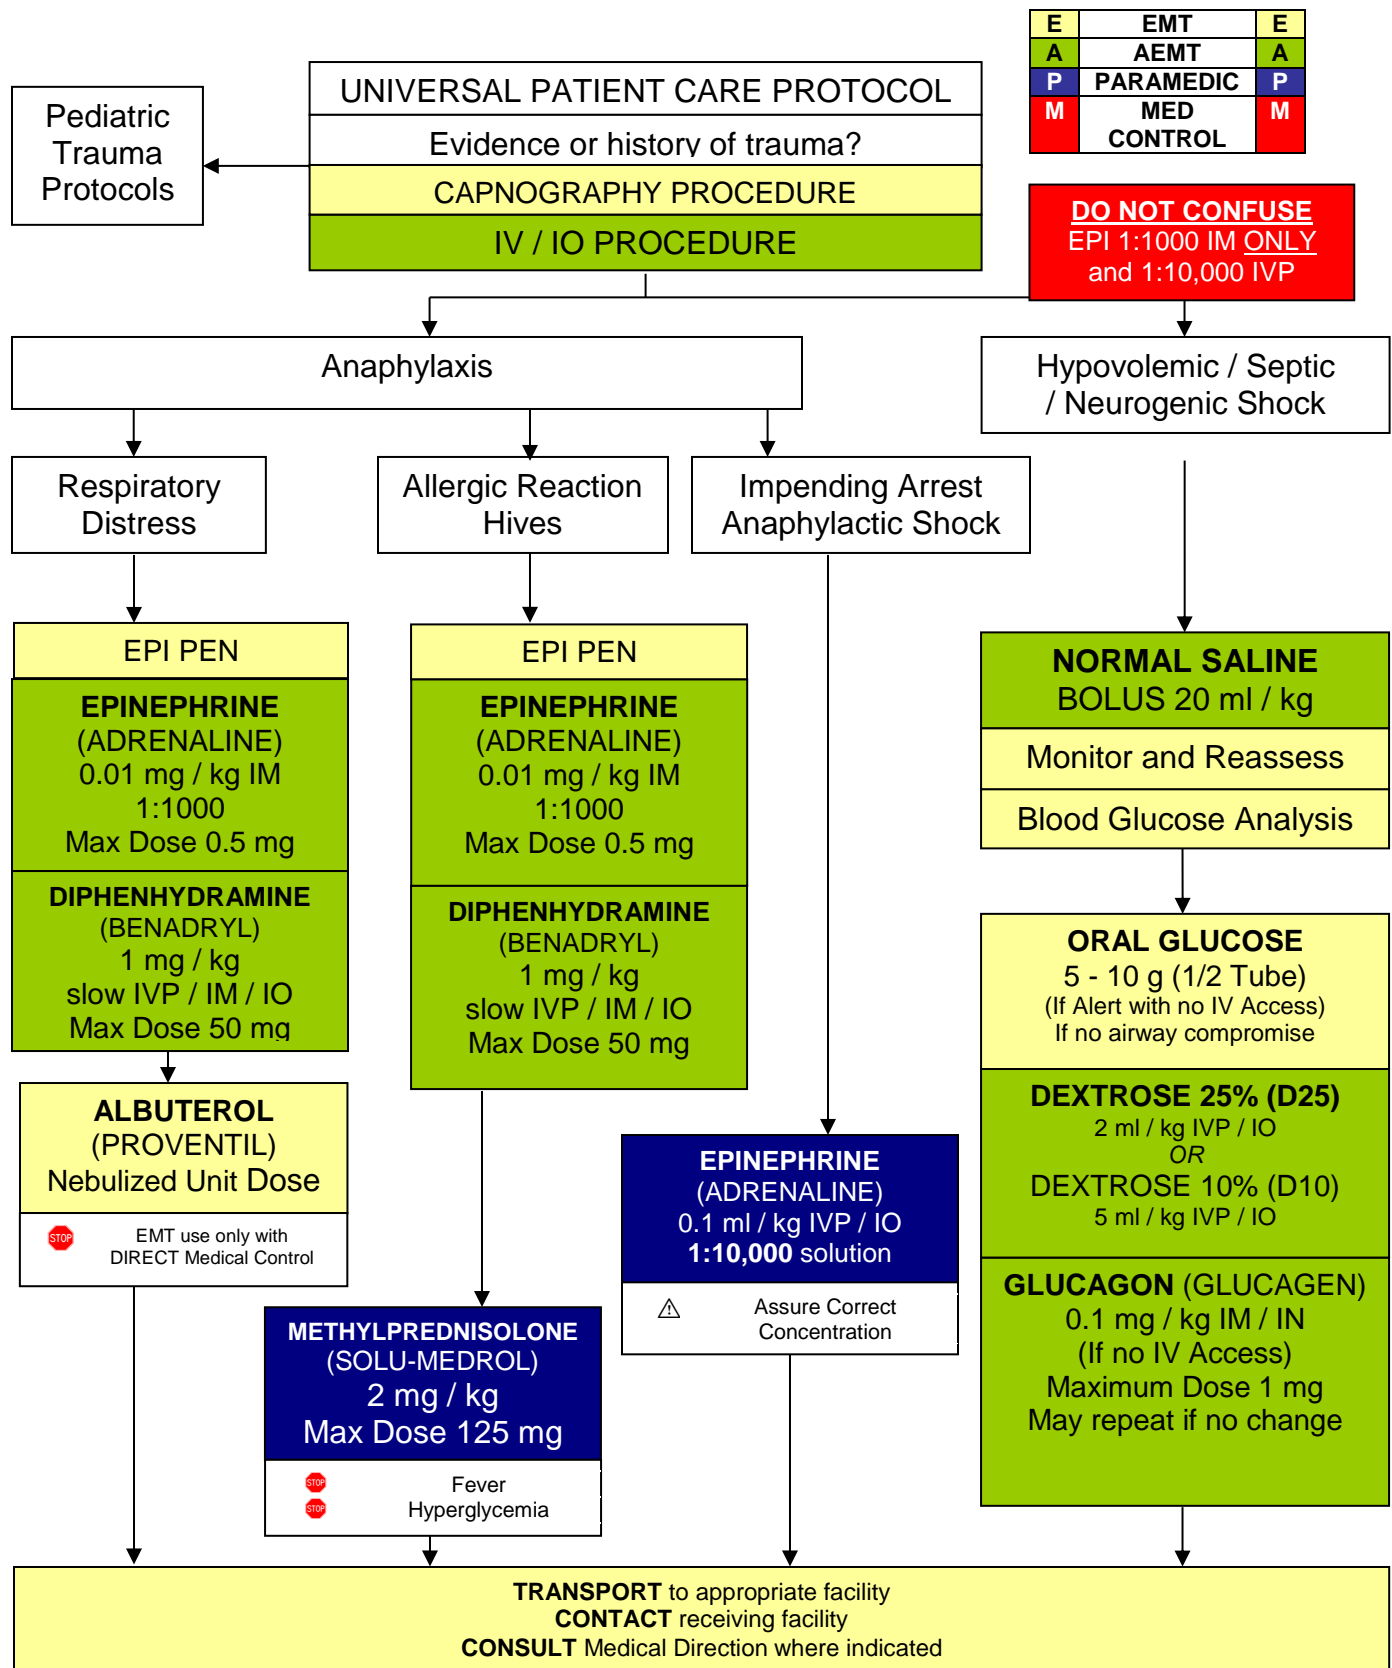 E EMT E
A AEMT A
P PARAMEDIC P
M MED M
CONTROL
UNIVERSAL PATIENT CARE PROTOCOL
Evidence or history of trauma?
CAPNOGRAPHY PROCEDURE
IV / IO PROCEDURE
Pediatric
Trauma
Protocols
DO NOT CONFUSE
EPI 1:1000 IM ONLY
and 1:10,000 IVP
Anaphylaxis
Hypovolemic / Septic
/ Neurogenic Shock
Respiratory
Distress
Allergic Reaction
Hives
Impending Arrest
Anaphylactic Shock
EPI PEN
EPINEPHRINE
(ADRENALINE)
0.01 mg / kg IM
1:1000
Max Dose 0.5 mg
DIPHENHYDRAMINE
(BENADRYL)
1 mg / kg
slow IVP / IM / IO
Max Dose 50 mg
ALBUTEROL
(PROVENTIL)
Nebulized Unit Dose
STOP
EMT use only with
DIRECT Medical Control
EPI PEN
EPINEPHRINE
(ADRENALINE)
0.01 mg / kg IM
1:1000
Max Dose 0.5 mg
DIPHENHYDRAMINE
(BENADRYL)
1 mg / kg
slow IVP / IM / IO
Max Dose 50 mg
METHYLPREDNISOLONE
(SOLU-MEDROL)
2 mg / kg
Max Dose 125 mg
STOP Fever
STOP Hyperglycemia
EPINEPHRINE
(ADRENALINE)
0.1 ml / kg IVP / IO
1:10,000 solution
⚠ Assure Correct
Concentration
NORMAL SALINE
BOLUS 20 ml / kg
Monitor and Reassess
Blood Glucose Analysis
ORAL GLUCOSE
5 - 10 g (1/2 Tube)
(If Alert with no IV Access)
If no airway compromise
DEXTROSE 25% (D25)
2 ml / kg IVP / IO
OR
DEXTROSE 10% (D10)
5 ml / kg IVP / IO
GLUCAGON (GLUCAGEN)
0.1 mg / kg IM / IN
(If no IV Access)
Maximum Dose 1 mg
May repeat if no change
TRANSPORT to appropriate facility
CONTACT receiving facility
CONSULT Medical Direction where indicated